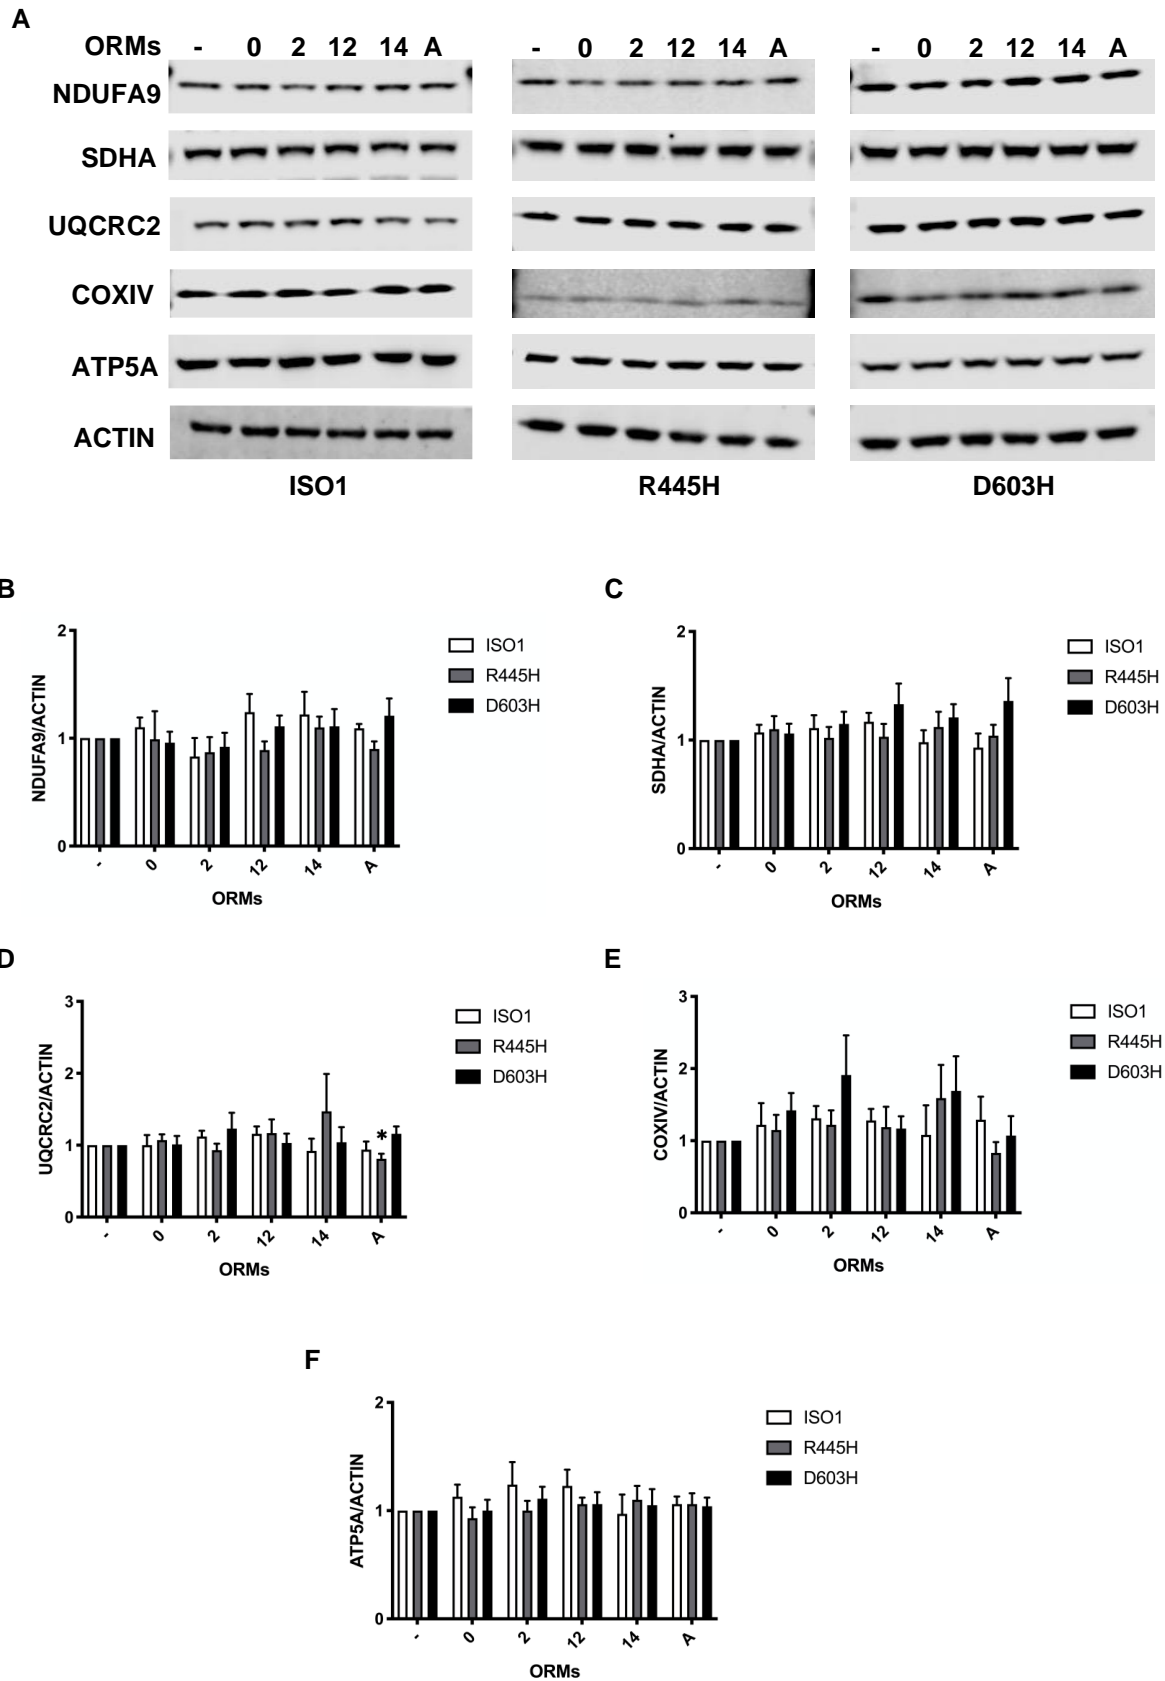 A
ORMs - 0 2 12 14 A - 0 2 12 14 A - 0 2 12 14 A
NDUFA9
SDHA
UQCRC2
COXIV
ATP5A
ACTIN
ISO1 R445H D603H
B
NDUFA9/ACTIN
2
1
0
- 0 2 12 14 A
ORMs
ISO1
R445H
D603H
C
SDHA/ACTIN
2
1
0
- 0 2 12 14 A
ORMs
ISO1
R445H
D603H
D
UQCRC2/ACTIN
3
2
1
0
*
- 0 2 12 14 A
ORMs
ISO1
R445H
D603H
E
COXIV/ACTIN
3
2
1
0
- 0 2 12 14 A
ORMs
ISO1
R445H
D603H
F
ATP5A/ACTIN
2
1
0
- 0 2 12 14 A
ORMs
ISO1
R445H
D603H